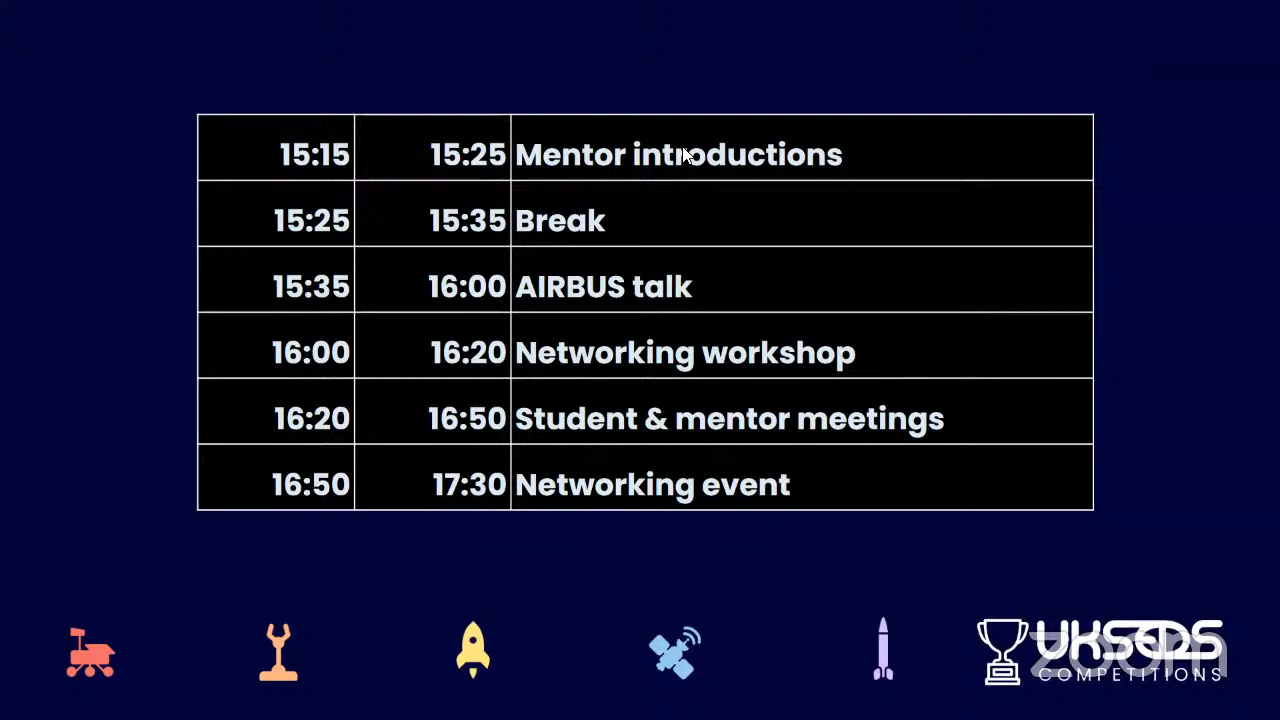 15:15 15:25 Mentor introductions
15:25 15:35 Break
15:35 16:00 AIRBUS talk
16:00 16:20 Networking workshop
16:20 16:50 Student & mentor meetings
16:50 17:30 Networking event
UKSEDS
zoom
COMPETITIONS